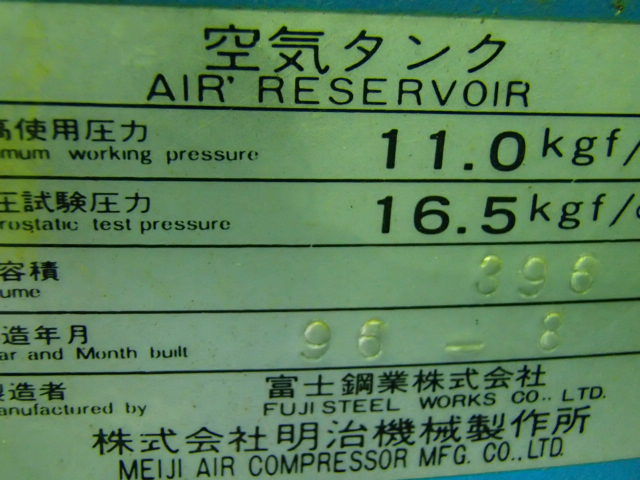 空気タンク
AIR RESERVOIR
高使用圧力 11.0 kgf/
mum working pressure
圧試験圧力 16.5 kgf/c
rostatic test pressure
容積 396
ume
造年月 96-8
ar and Month built
製造者 富士鋼業株式会社
anufactured by FUJI STEEL WORKS CO., LTD.
株式会社明治機械製作所
MEIJI AIR COMPRESSOR MFG. CO., LTD.